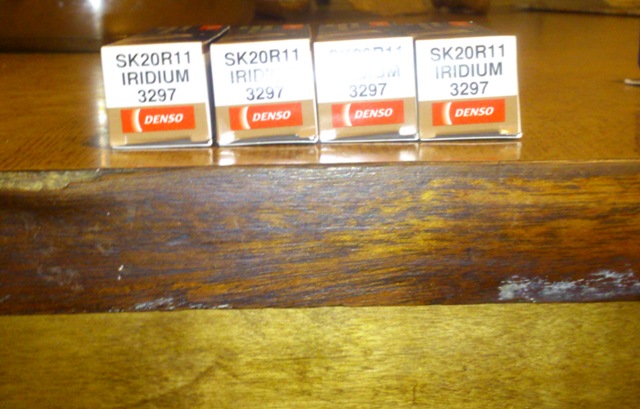 SK20R11
IRIDIUM
3297
DENSO
SK20R11
IRIDIUM
3297
DENSO
3297
DENSO
SK20R11
IRIDIUM
3297
DENSO